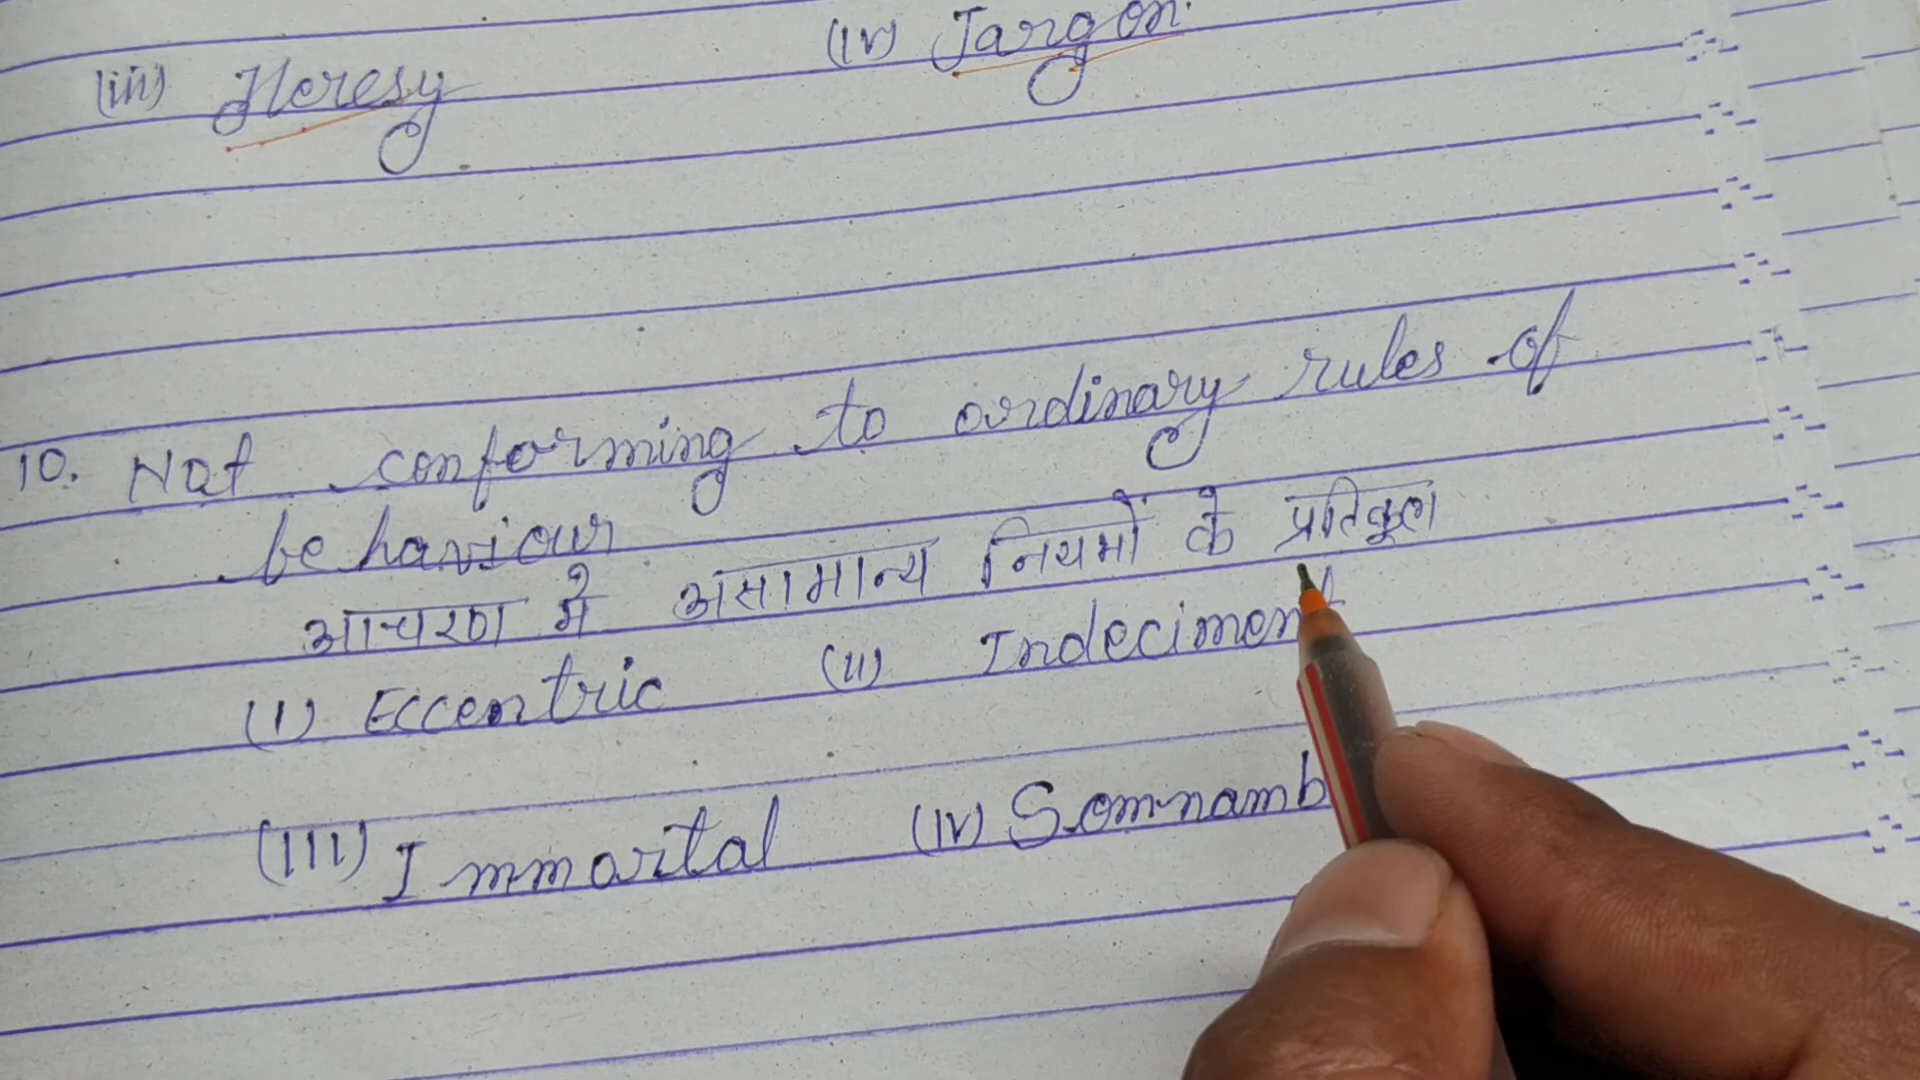 (iii) Heresy (iv) Jargon.
10. Not conforming to ordinary rules of
behaviour
आचरण में असामान्य नियमों के प्रतिकूल
(I) Eccentric (II) Indeciment
(III) Immortal (IV) Somnamb